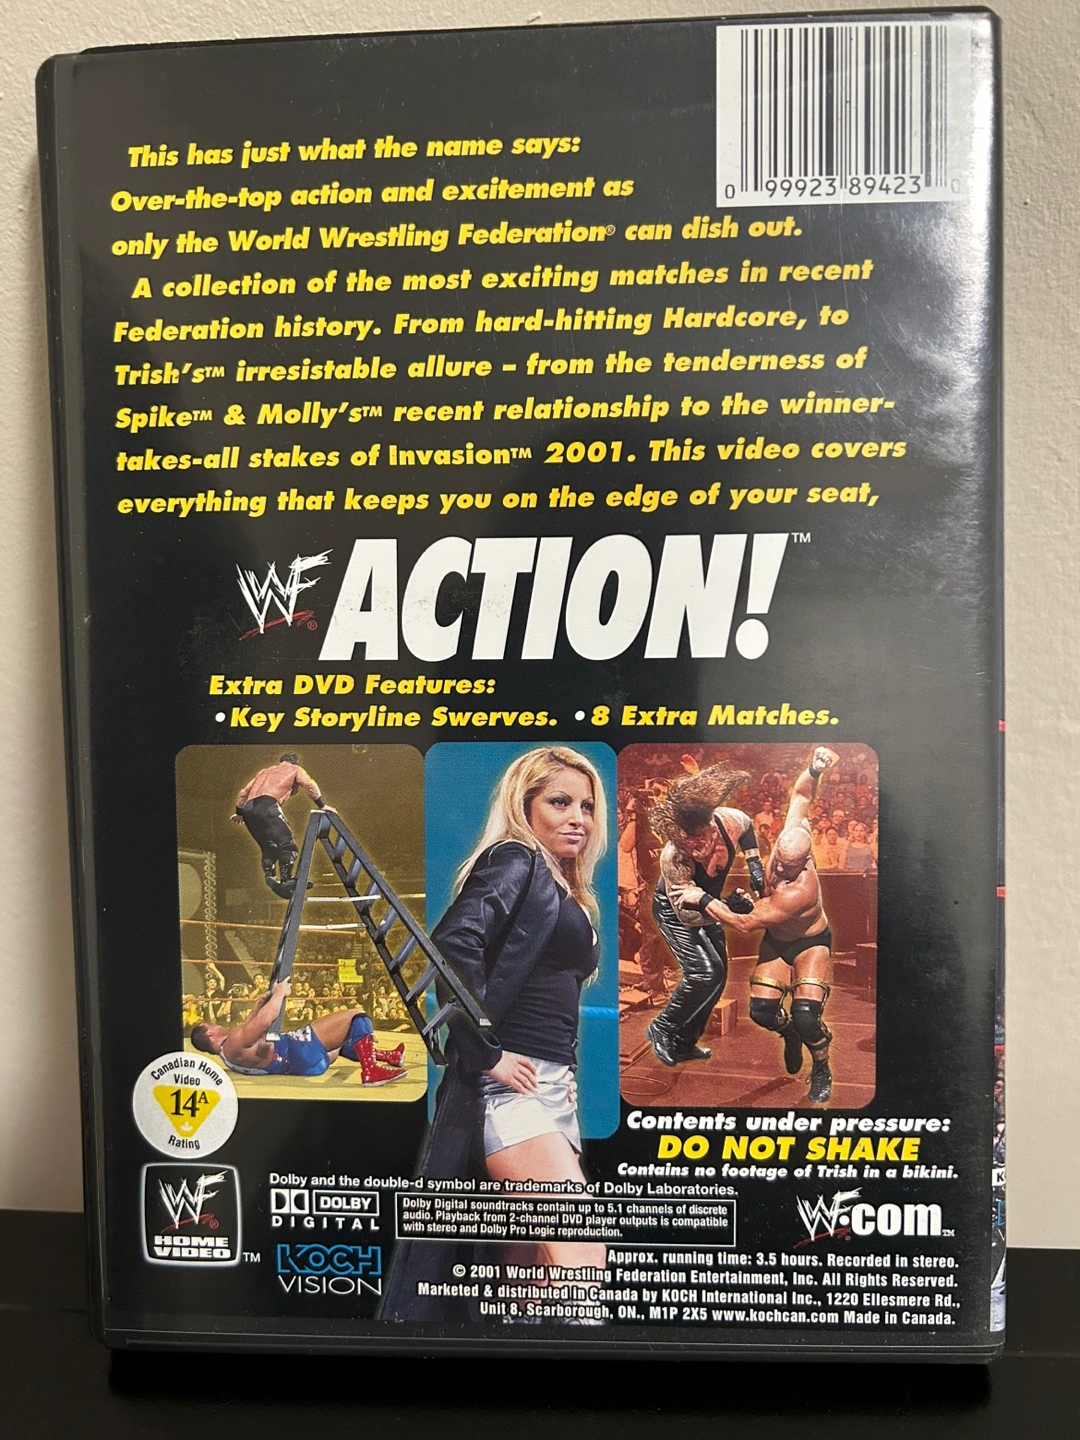 0 99923 89423 0
This has just what the name says:
Over-the-top action and excitement as
only the World Wrestling Federation® can dish out.
A collection of the most exciting matches in recent
Federation history. From hard-hitting Hardcore, to
Trish's™ irresistable allure – from the tenderness of
Spike™ & Molly's™ recent relationship to the winner-
takes-all stakes of Invasion™ 2001. This video covers
everything that keeps you on the edge of your seat,
WF® ACTION!™
Extra DVD Features:
• Key Storyline Swerves. • 8 Extra Matches.
Canadian Home
Video
14A
Rating
Contents under pressure:
DO NOT SHAKE
Contains no footage of Trish in a bikini.
WF®
HOME
VIDEO™
Dolby and the double-d symbol are trademarks of Dolby Laboratories.
DOLBY
DIGITAL
Dolby Digital soundtracks contain up to 5.1 channels of discrete
audio. Playback from 2-channel DVD player outputs is compatible
with stereo and Dolby Pro Logic reproduction.
WF.com™
KOCH
VISION
Approx. running time: 3.5 hours. Recorded in stereo.
© 2001 World Wrestling Federation Entertainment, Inc. All Rights Reserved.
Marketed & distributed in Canada by KOCH International Inc., 1220 Ellesmere Rd.,
Unit 8, Scarborough, ON., M1P 2X5 www.kochcan.com Made in Canada.